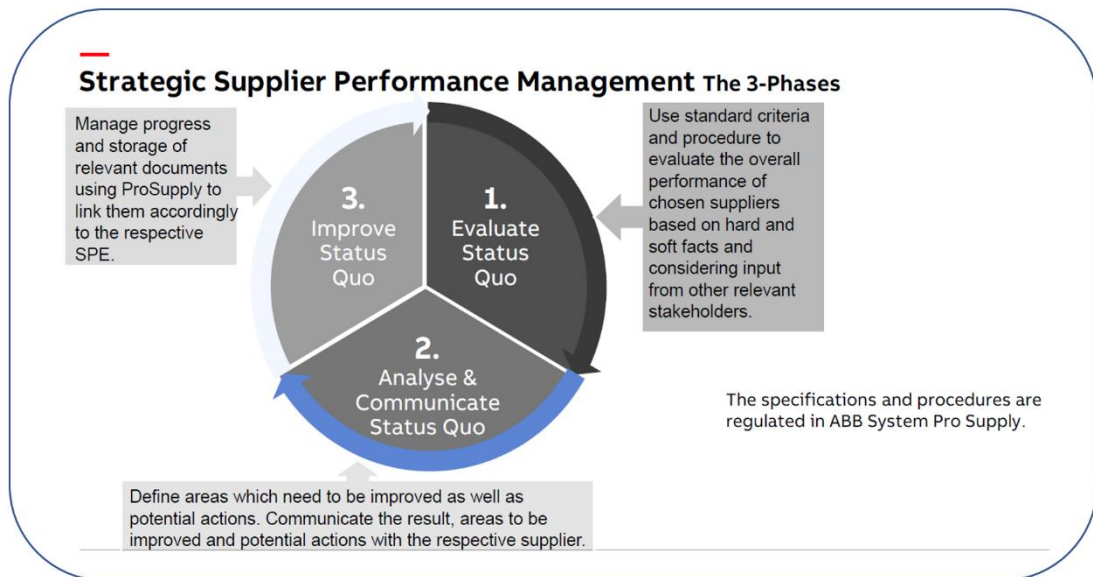 Strategic Supplier Performance Management The 3-Phases
Manage progress
and storage of
relevant documents
using ProSupply to
link them accordingly
to the respective
SPE.
3.
Improve
Status
Quo
1.
Evaluate
Status
Quo
Use standard criteria
and procedure to
evaluate the overall
performance of
chosen suppliers
based on hard and
soft facts and
considering input
from other relevant
stakeholders.
2.
Analyse &
Communicate
Status Quo
The specifications and procedures are
regulated in ABB System Pro Supply.
Define areas which need to be improved as well as
potential actions. Communicate the result, areas to be
improved and potential actions with the respective supplier.